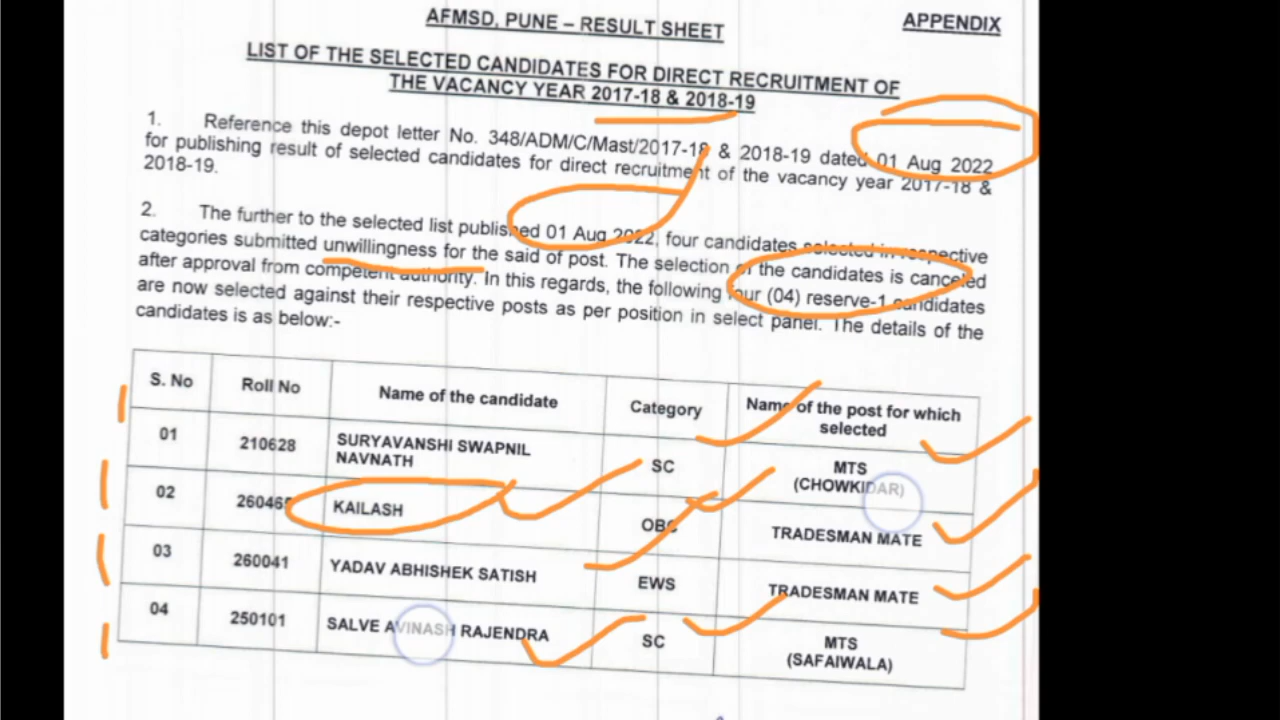 AFMSD, PUNE – RESULT SHEET
APPENDIX
LIST OF THE SELECTED CANDIDATES FOR DIRECT RECRUITMENT OF
THE VACANCY YEAR 2017-18 & 2018-19
1. Reference this depot letter No. 348/ADM/C/Mast/2017-18 & 2018-19 dated 01 Aug 2022
for publishing result of selected candidates for direct recruitment of the vacancy year 2017-18 &
2018-19.
2. The further to the selected list published 01 Aug 2022, four candidates selected in respective
categories submitted unwillingness for the said of post. The selection of the candidates is canceled
after approval from competent authority. In this regards, the following four (04) reserve-1 candidates
are now selected against their respective posts as per position in select panel. The details of the
candidates is as below:-
S. No Roll No Name of the candidate Category Name of the post for which
selected
01 210628 SURYAVANSHI SWAPNIL
NAVNATH SC MTS
(CHOWKIDAR)
02 260465 KAILASH OBC TRADESMAN MATE
03 260041 YADAV ABHISHEK SATISH EWS TRADESMAN MATE
04 250101 SALVE AVINASH RAJENDRA SC MTS
(SAFAIWALA)